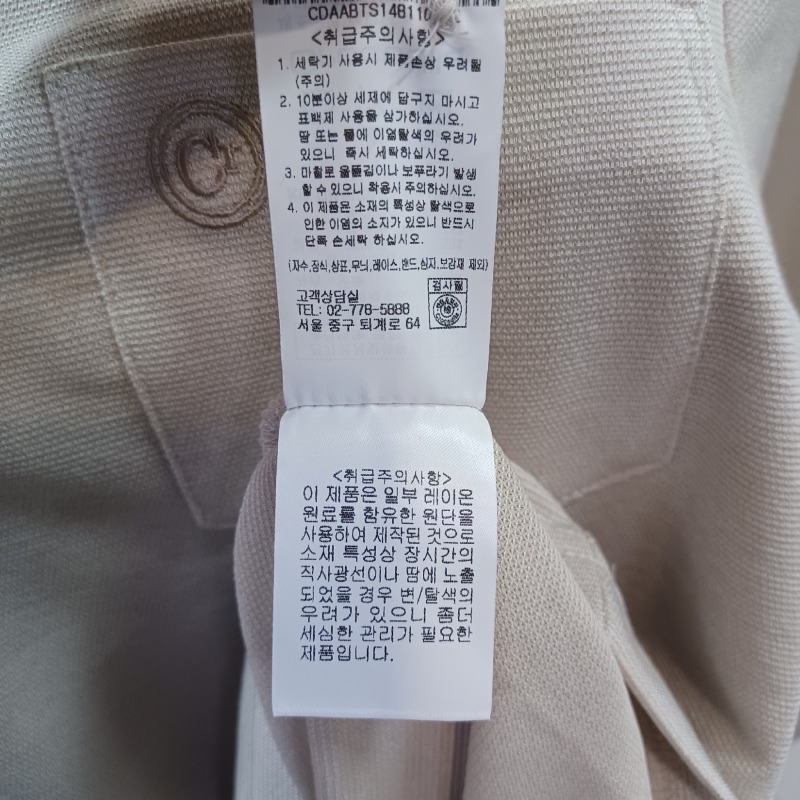 CDAABTS14811
<취급주의사항>
1. 세탁기 사용시 제품손상 우려됨
(주의)
2. 10분이상 세제에 담구지 마시고
표백제 사용을 삼가하십시오.
땀 또는 물에 이염탈색의 우려가
있으니 즉시 세탁하십시오.
3. 마찰로 올뜯김이나 보푸라기 발생
할 수 있으니 착용시 주의하십시오.
4. 이 제품은 소재의 특성상 탈색으로
인한 이염의 소지가 있으니 반드시
단독 손세탁 하십시오.
(자수,장식,상표,무늬,레이스,밴드,심지,보강재 제외)
고객상담실
TEL: 02-778-5888
서울 중구 퇴계로 64
검사필
<취급주의사항>
이 제품은 일부 레이온
원료를 함유한 원단을
사용하여 제작된 것으로
소재 특성상 장시간의
직사광선이나 땀에 노출
되었을 경우 변/탈색의
우려가 있으니 좀더
세심한 관리가 필요한
제품입니다.